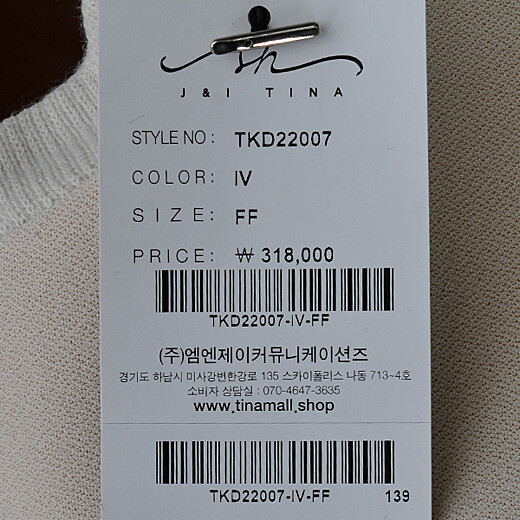 J&I TINA
STYLE NO : TKD22007
COLOR: IV
SIZE: FF
PRICE: ₩ 318,000
TKD22007-IV-FF
(주)엠엔제이커뮤니케이션즈
경기도 하남시 미사강변한강로 135 스카이폴리스 나동 713~4호
소비자 상담실 : 070-4647-3635
www.tinamall.shop
TKD22007-IV-FF 139